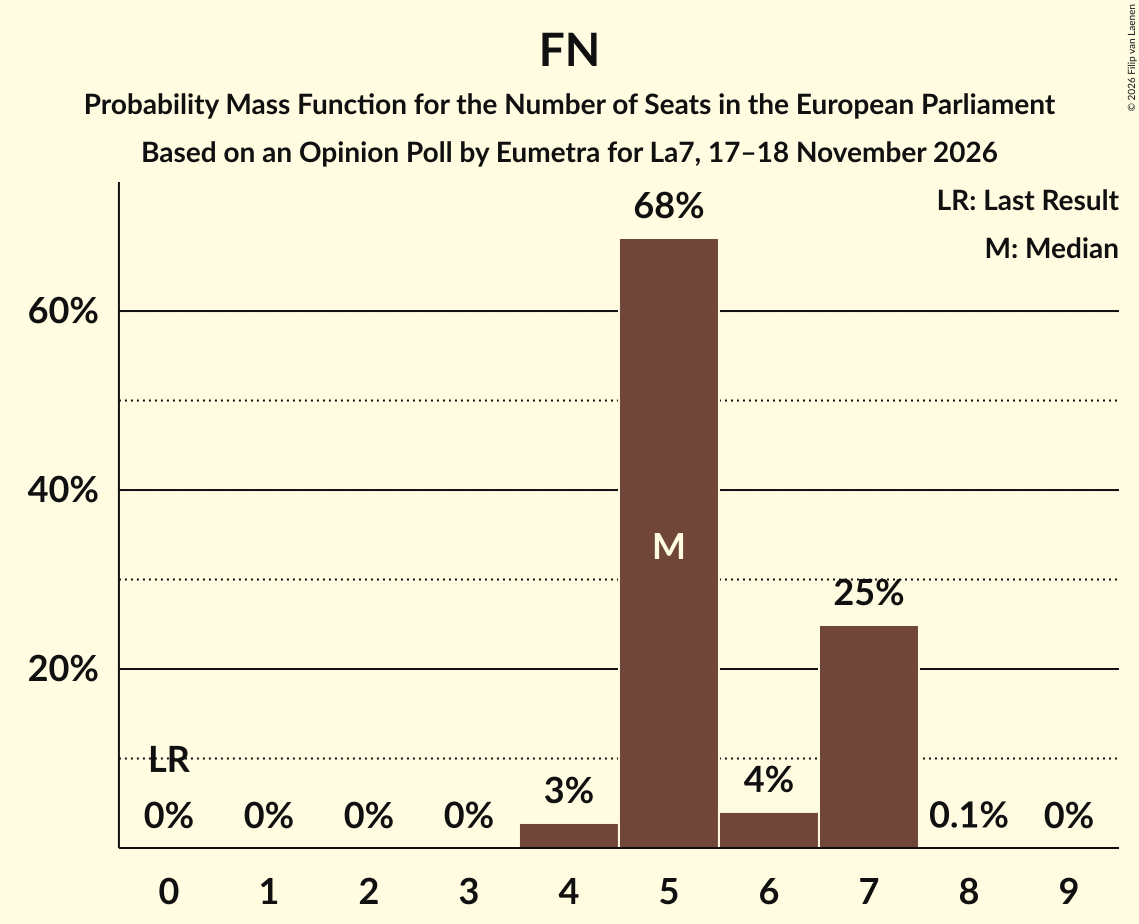 FN
Probability Mass Function for the Number of Seats in the European Parliament
Based on an Opinion Poll by Eumetra for La7, 17–18 November 2026
© 2026 Filip van Laenen
LR: Last Result
M: Median
60%
40%
20%
LR
0%
0%
0%
0%
3%
68%
M
4%
25%
0.1%
0%
0 1 2 3 4 5 6 7 8 9